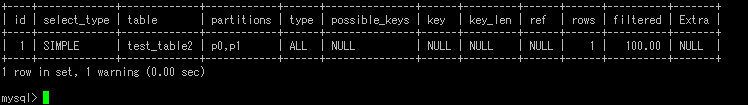 +----+-------------+-------------+------------+------+---------------+------+---------+------+------+----------+-------+
| id | select_type | table | partitions | type | possible_keys | key | key_len | ref | rows | filtered | Extra |
+----+-------------+-------------+------------+------+---------------+------+---------+------+------+----------+-------+
| 1 | SIMPLE | test_table2 | p0,p1 | ALL | NULL | NULL | NULL | NULL | 1 | 100.00 | NULL |
+----+-------------+-------------+------------+------+---------------+------+---------+------+------+----------+-------+
1 row in set, 1 warning (0.00 sec)
mysql>